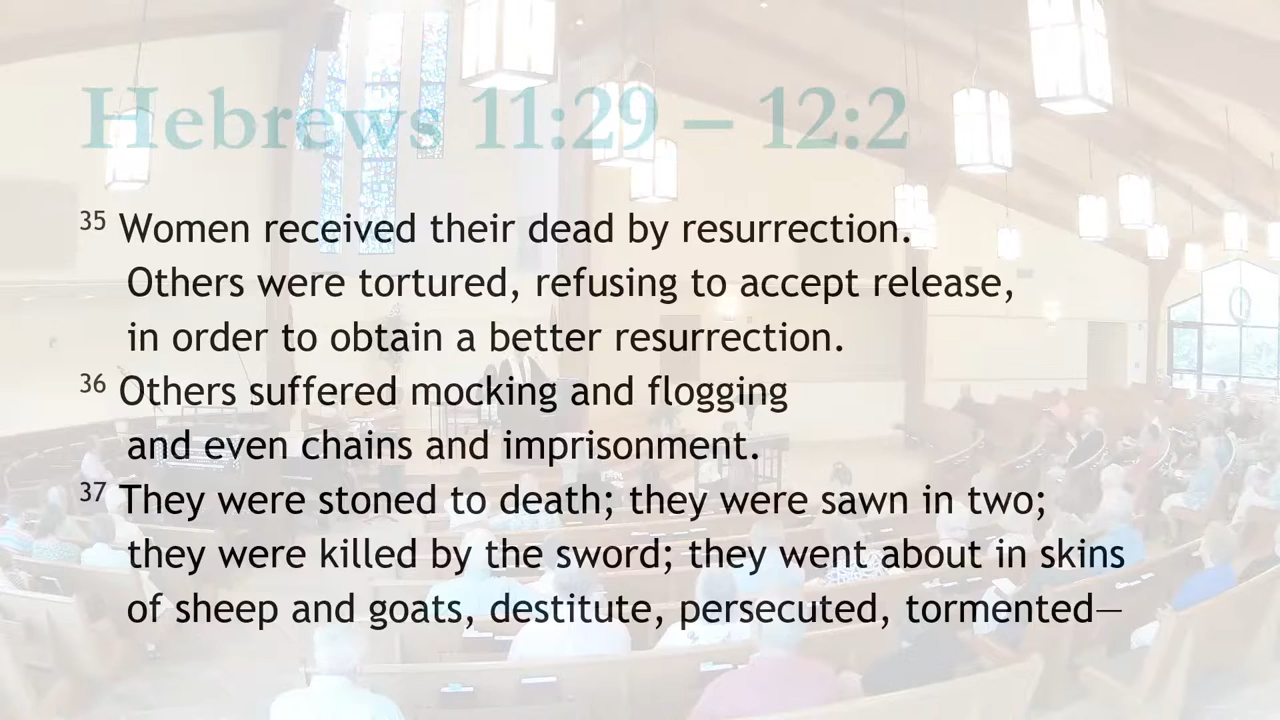 Hebrews 11:29 – 12:2
35 Women received their dead by resurrection.
Others were tortured, refusing to accept release,
in order to obtain a better resurrection.
36 Others suffered mocking and flogging
and even chains and imprisonment.
37 They were stoned to death; they were sawn in two;
they were killed by the sword; they went about in skins
of sheep and goats, destitute, persecuted, tormented—